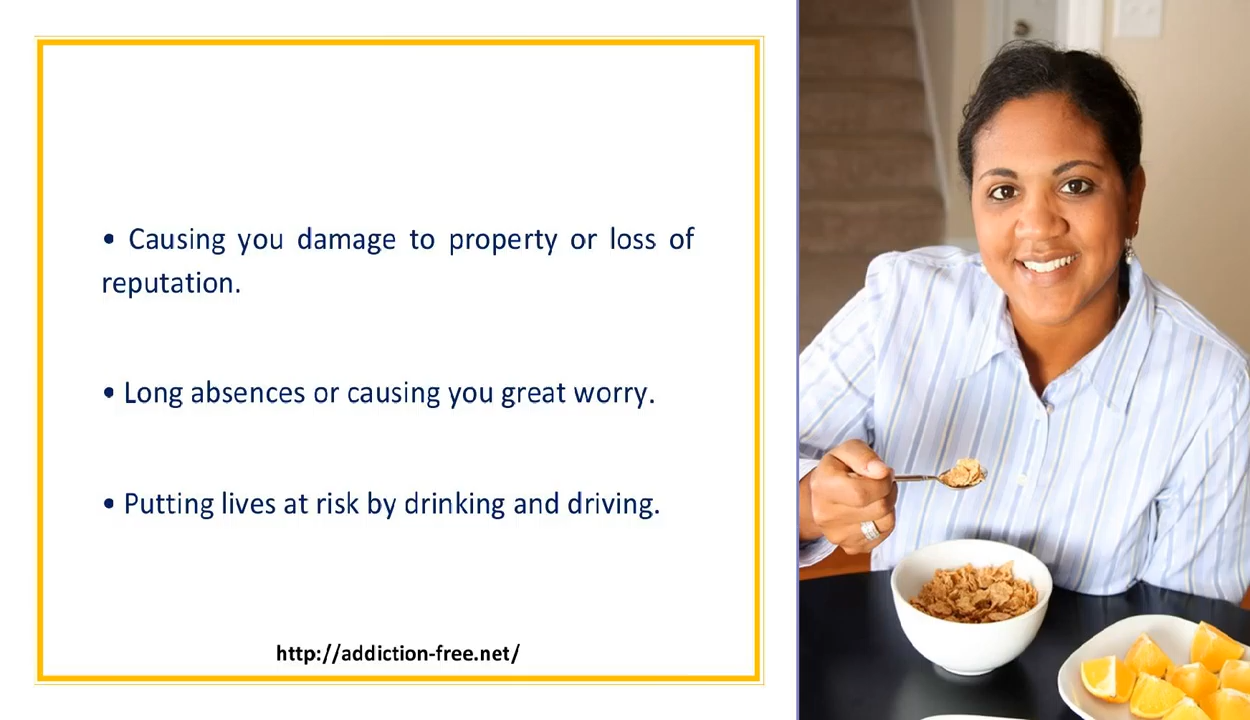 • Causing you damage to property or loss of
reputation.
• Long absences or causing you great worry.
• Putting lives at risk by drinking and driving.
http://addiction-free.net/